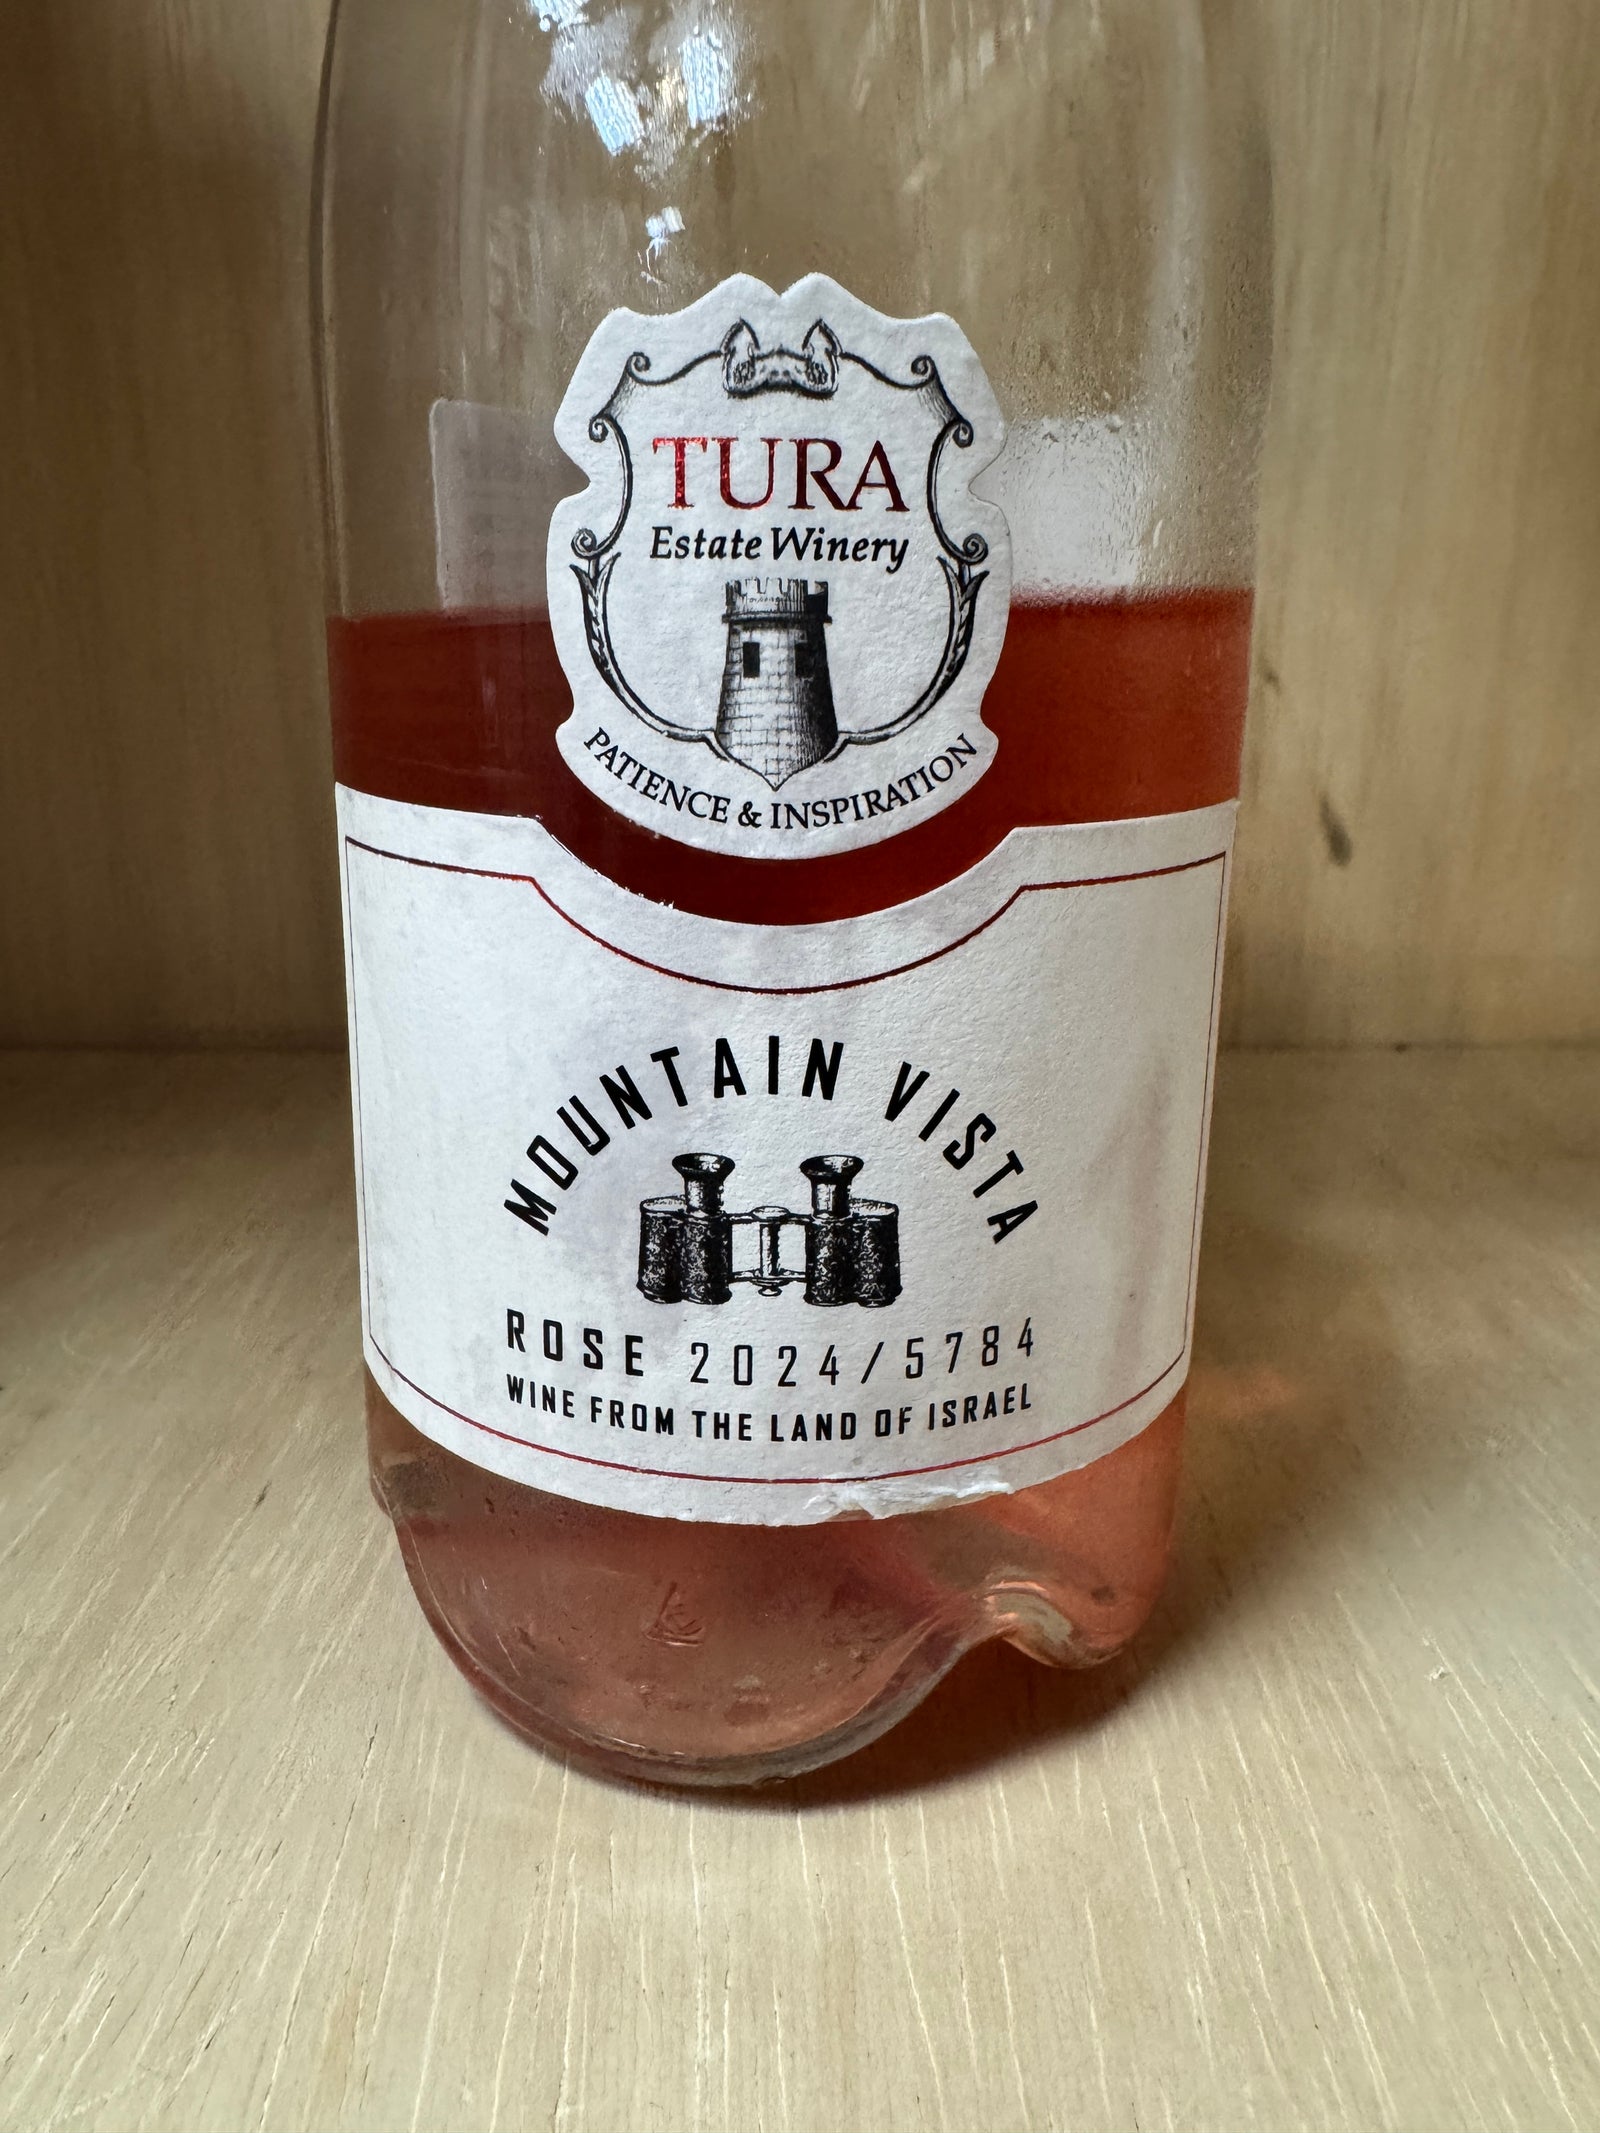 TURA
Estate Winery
PATIENCE & INSPIRATION
MOUNTAIN VISTA
ROSE 2024/5784
WINE FROM THE LAND OF ISRAEL